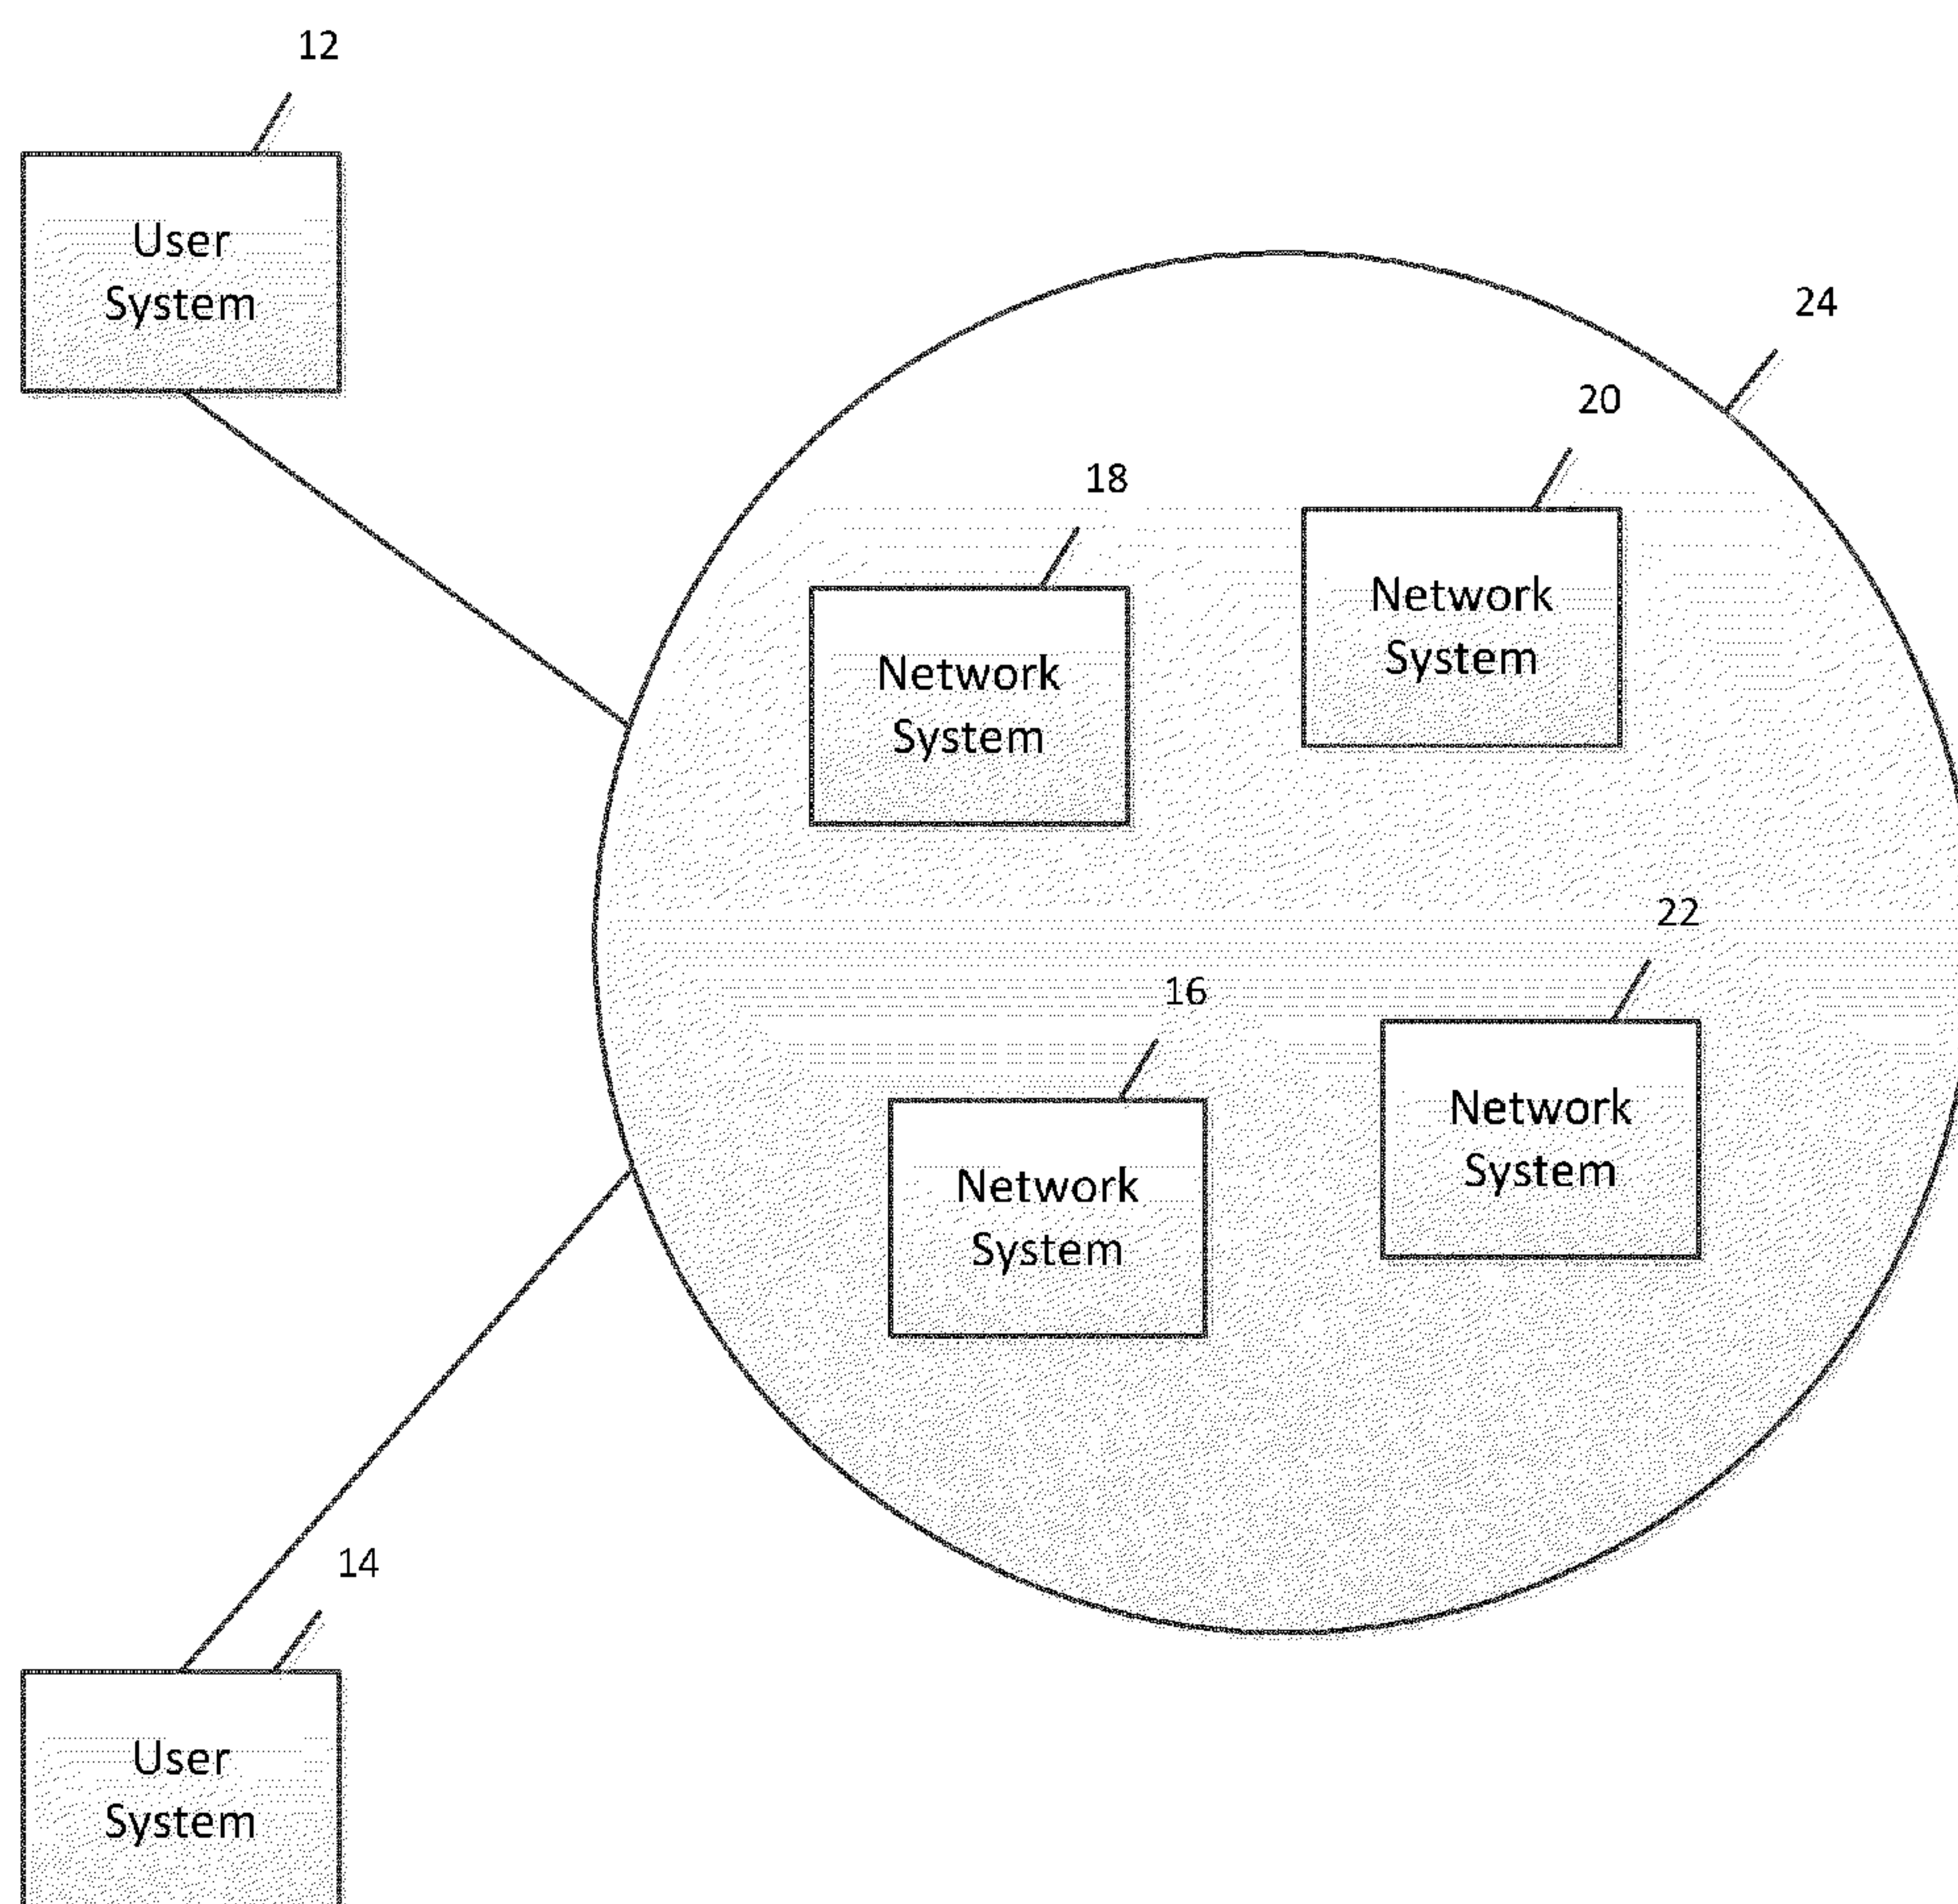 12
User
System
24
20
18
Network
System
Network
System
22
16
Network
System
Network
System
14
User
System